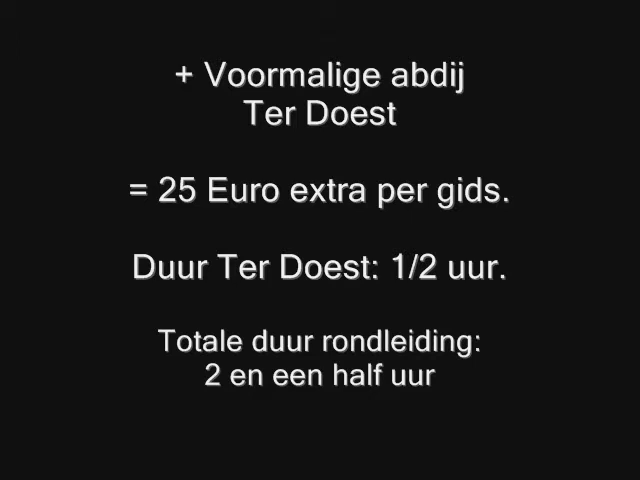 + Voormalige abdij
Ter Doest
= 25 Euro extra per gids.
Duur Ter Doest: 1/2 uur.
Totale duur rondleiding:
2 en een half uur